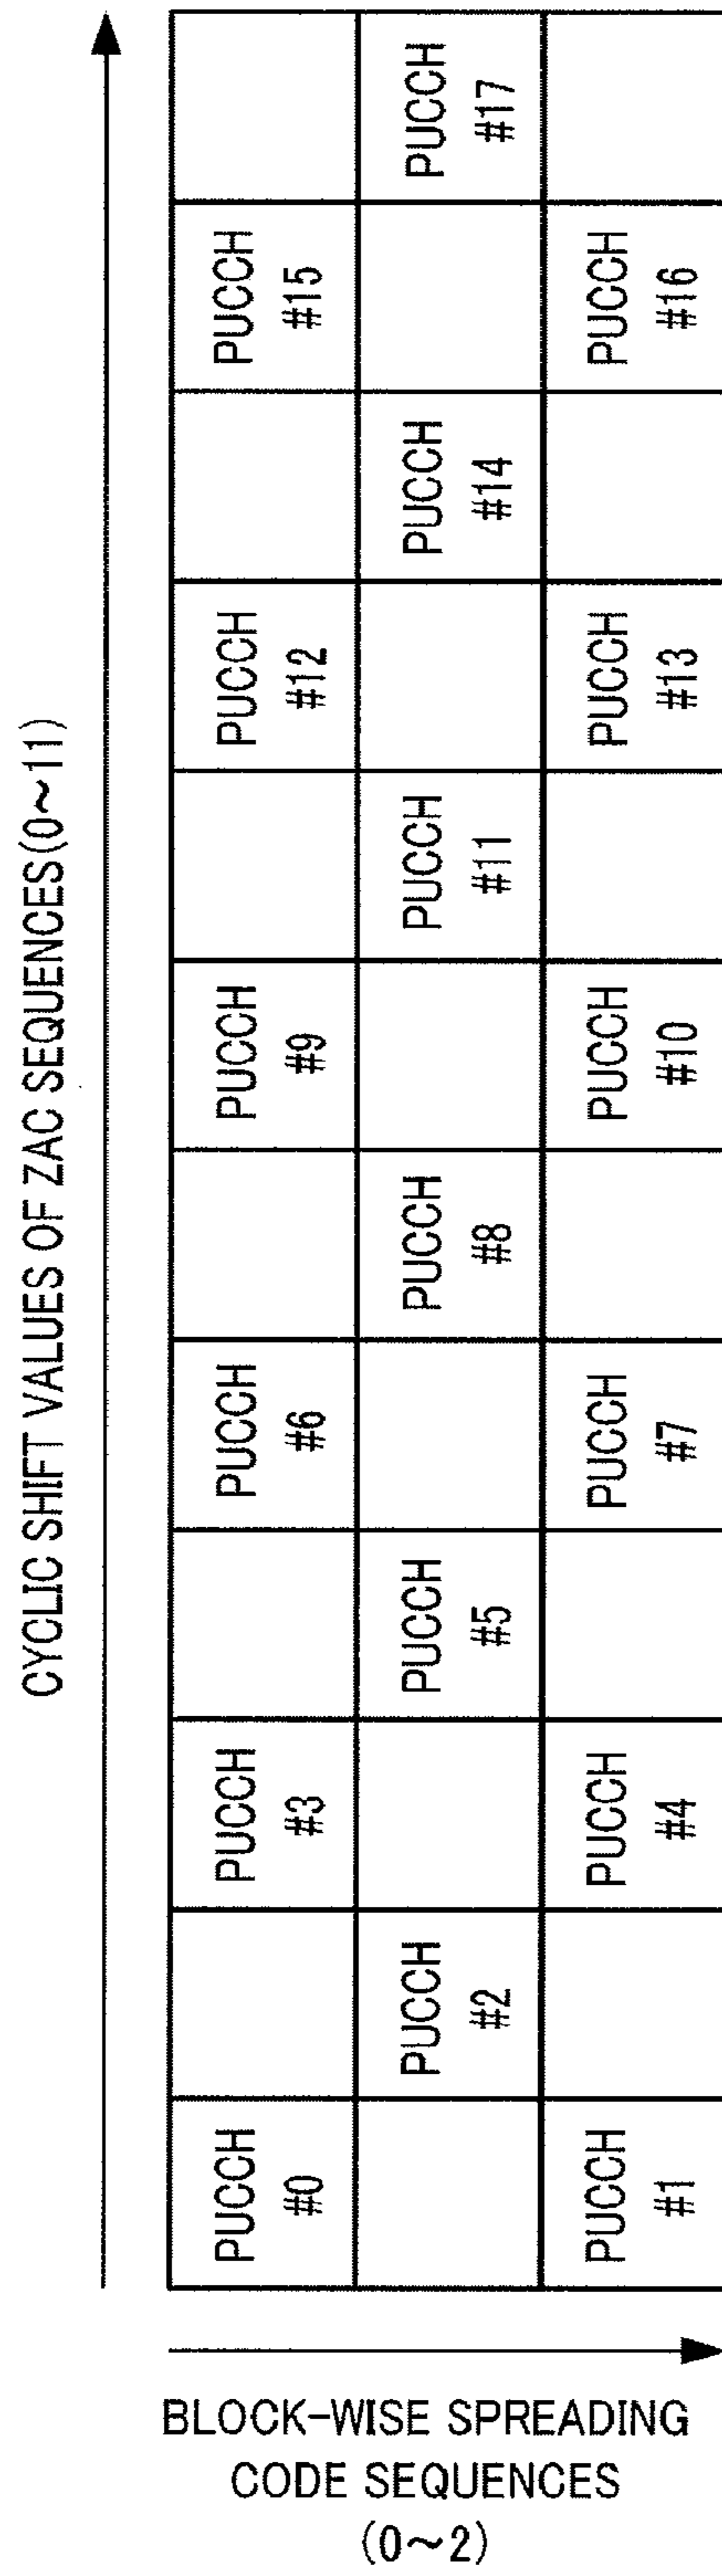 CYCLIC SHIFT VALUES OF ZAC SEQUENCES(0~11)
PUCCH
#0
PUCCH
#3
PUCCH
#6
PUCCH
#9
PUCCH
#12
PUCCH
#15
PUCCH
#2
PUCCH
#5
PUCCH
#8
PUCCH
#11
PUCCH
#14
PUCCH
#17
PUCCH
#1
PUCCH
#4
PUCCH
#7
PUCCH
#10
PUCCH
#13
PUCCH
#16
BLOCK-WISE SPREADING
CODE SEQUENCES
(0~2)